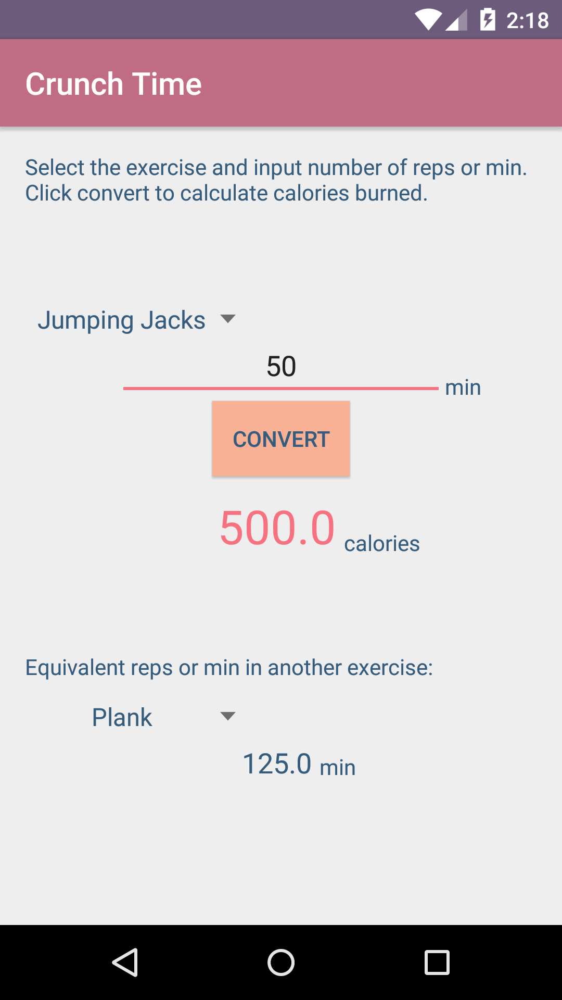 2:18
Crunch Time
Select the exercise and input number of reps or min.
Click convert to calculate calories burned.
Jumping Jacks
50
min
CONVERT
500.0 calories
Equivalent reps or min in another exercise:
Plank
125.0 min